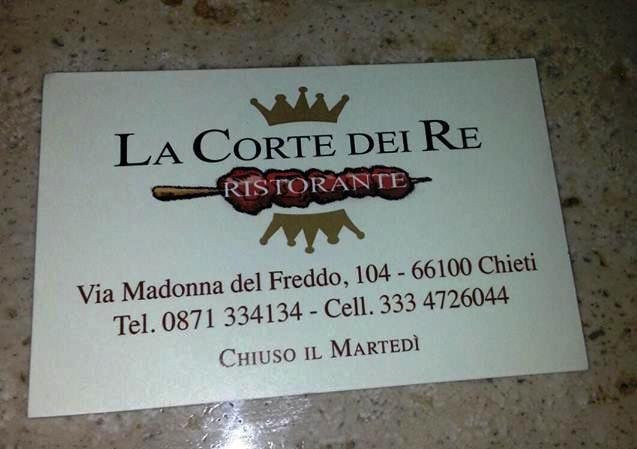 LA CORTE DEI RE
RISTORANTE
Via Madonna del Freddo, 104 - 66100 Chieti
Tel. 0871 334134 - Cell. 333 4726044
CHIUSO IL MARTEDÌ